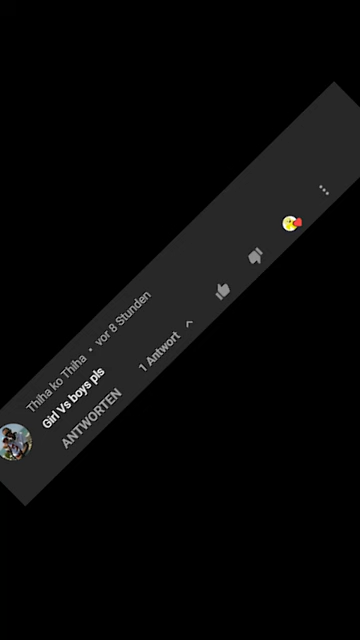 Thiha ko Thiha • vor 8 Stunden
Girl Vs boys pls
ANTWORTEN
1 Antwort